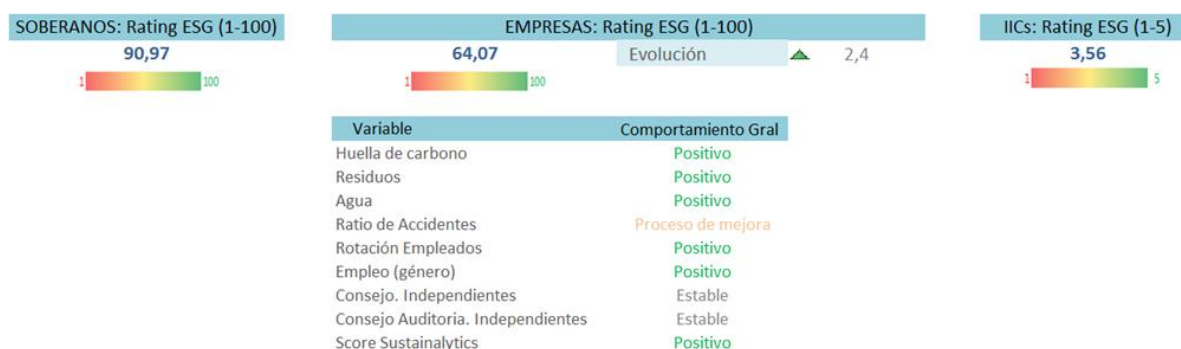 SOBERANOS: Rating ESG (1-100)
90,97
1 100
EMPRESAS: Rating ESG (1-100)
64,07 Evolución 2,4
1 100
IICs: Rating ESG (1-5)
3,56
1 5
Variable Comportamiento Gral
Huella de carbono Positivo
Residuos Positivo
Agua Positivo
Ratio de Accidentes Proceso de mejora
Rotación Empleados Positivo
Empleo (género) Positivo
Consejo. Independientes Estable
Consejo Auditoria. Independientes Estable
Score Sustainalytics Positivo